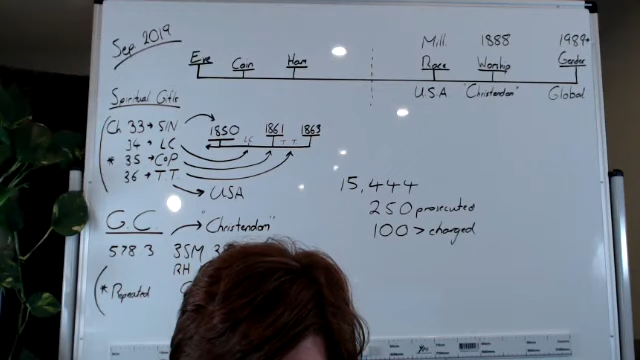 Sep. 2019
Mill. 1888 1989*
Eve Cain Ham Race Worship Gender
U.S.A. "Christendom" Global
Spiritual Gifts
Ch. 33 → SIN
34 → LC
* 35 → CoP
36 → T.T.
1850 1861 1863
LC T.T.
USA
15,444
250 prosecuted
100 > charged
G.C. "Christendom"
578 3 3SM
RH
* Repeated